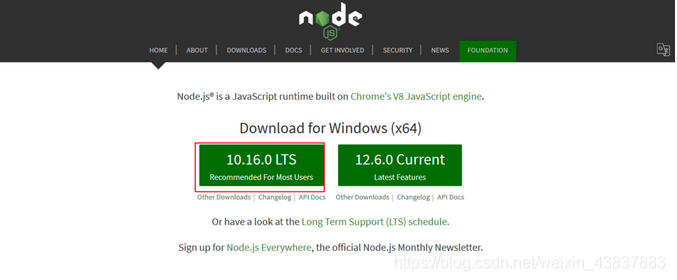 node
JS
HOME | ABOUT | DOWNLOADS | DOCS | GET INVOLVED | SECURITY | NEWS | FOUNDATION
Node.js® is a JavaScript runtime built on Chrome's V8 JavaScript engine.
Download for Windows (x64)
10.16.0 LTS
Recommended For Most Users
12.6.0 Current
Latest Features
Other Downloads | Changelog | API Docs
Other Downloads | Changelog | API Docs
Or have a look at the Long Term Support (LTS) schedule.
Sign up for Node.js Everywhere, the official Node.js Monthly Newsletter.
https://blog.csdn.net/weixin_43837883